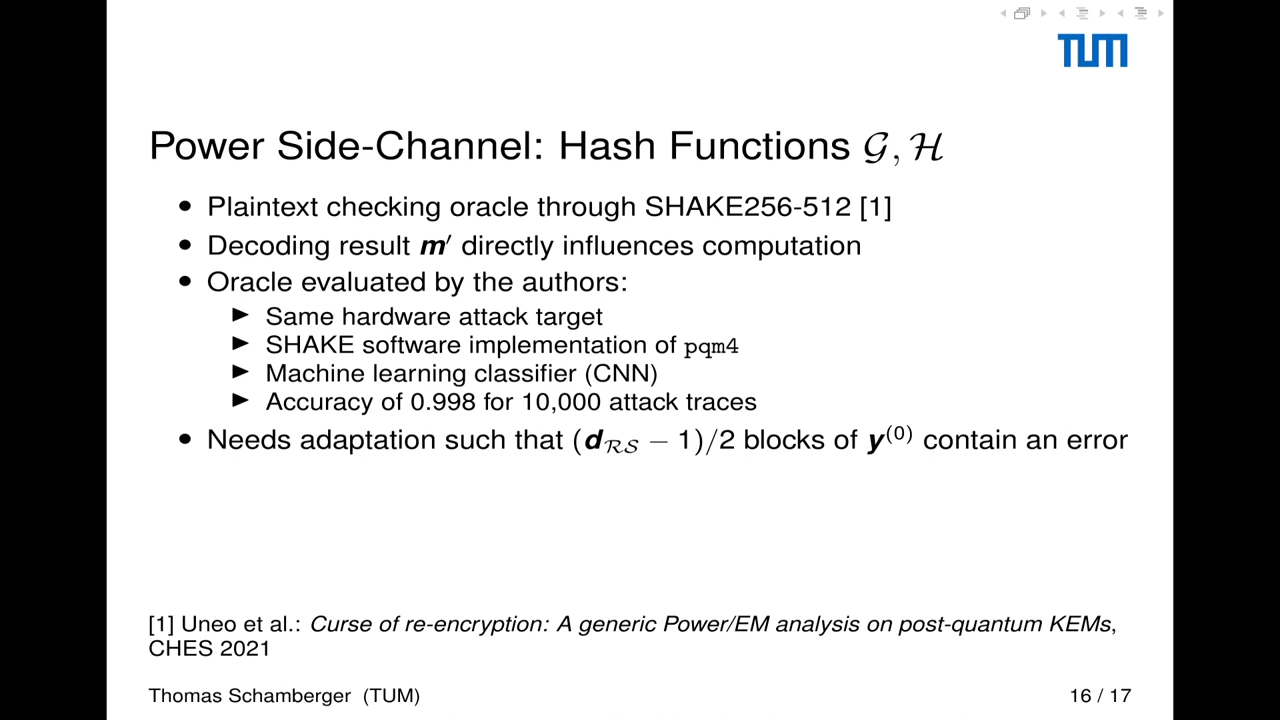 TUM
Power Side-Channel: Hash Functions 𝒢, ℋ
• Plaintext checking oracle through SHAKE256-512 [1]
• Decoding result m′ directly influences computation
• Oracle evaluated by the authors:
▶ Same hardware attack target
▶ SHAKE software implementation of pqm4
▶ Machine learning classifier (CNN)
▶ Accuracy of 0.998 for 10,000 attack traces
• Needs adaptation such that (d_ℛ𝒮 − 1)/2 blocks of y⁽⁰⁾ contain an error
[1] Uneo et al.: Curse of re-encryption: A generic Power/EM analysis on post-quantum KEMs,
CHES 2021
Thomas Schamberger (TUM) 16 / 17